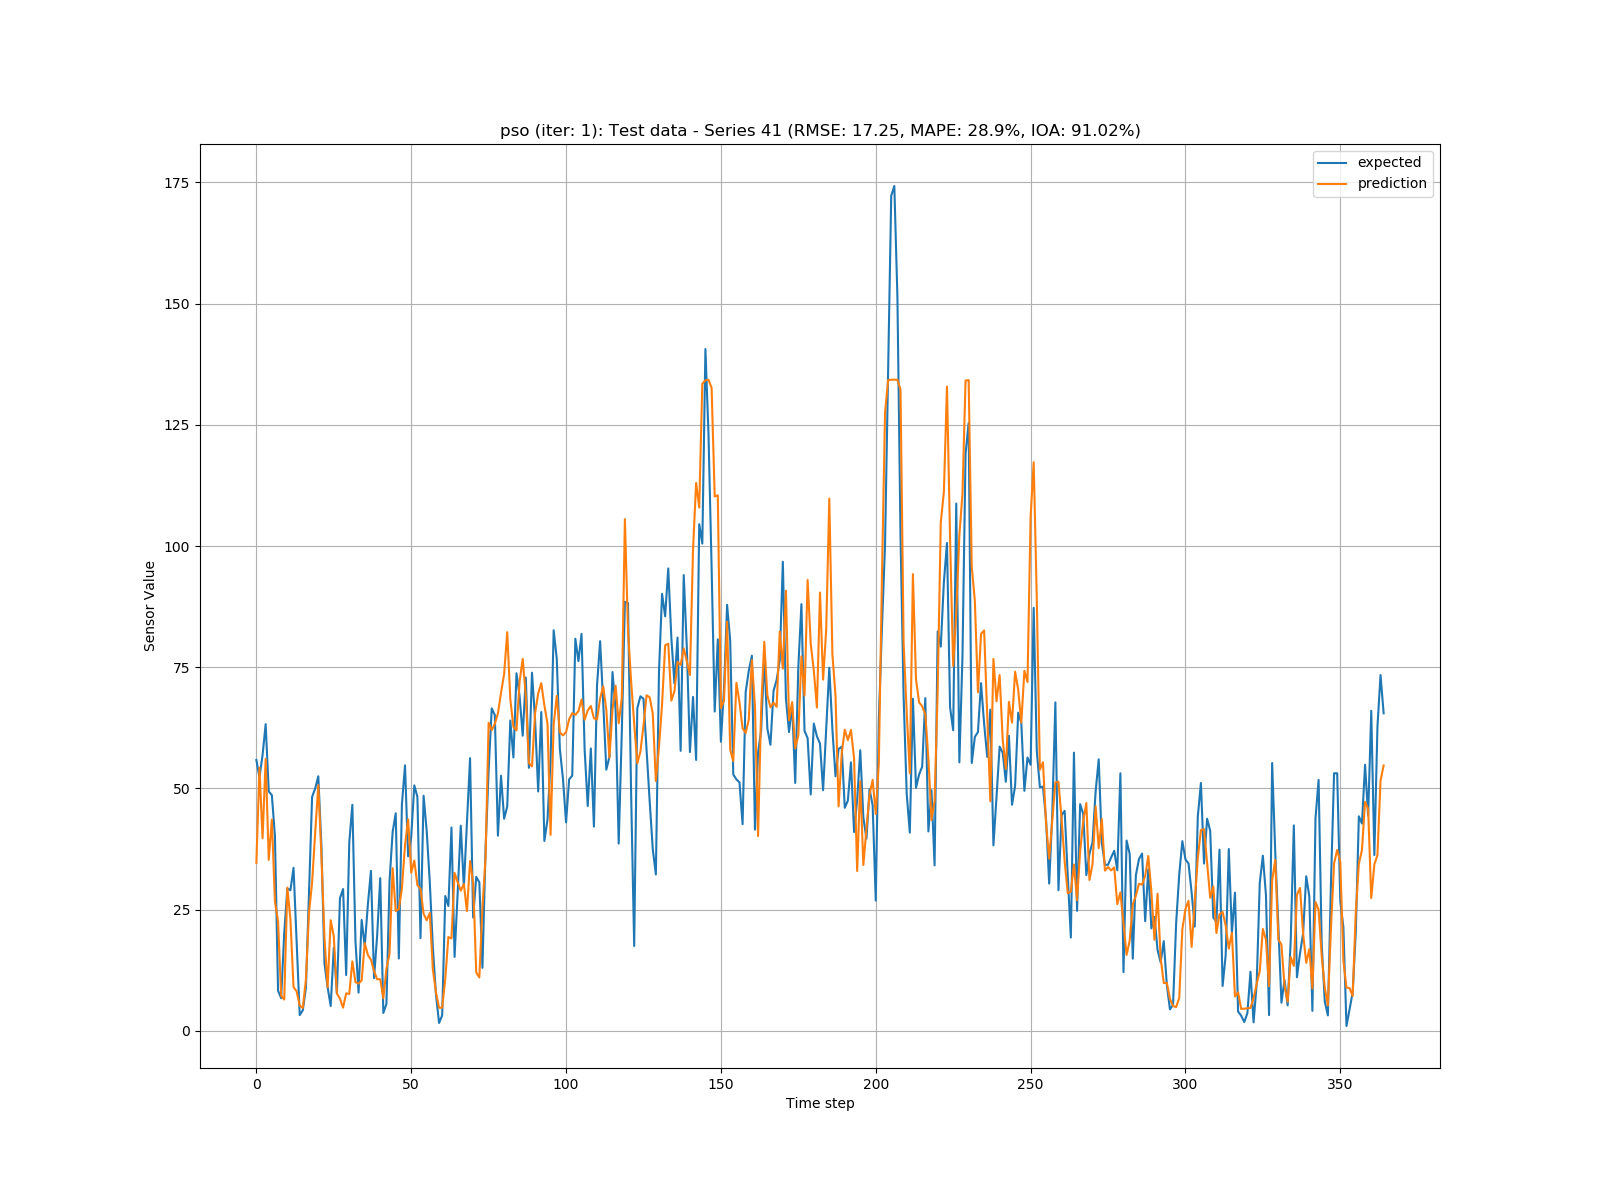 pso (iter: 1): Test data - Series 41 (RMSE: 17.25, MAPE: 28.9%, IOA: 91.02%)
expected
prediction
175
150
125
100
75
50
25
0
Sensor Value
0 50 100 150 200 250 300 350
Time step